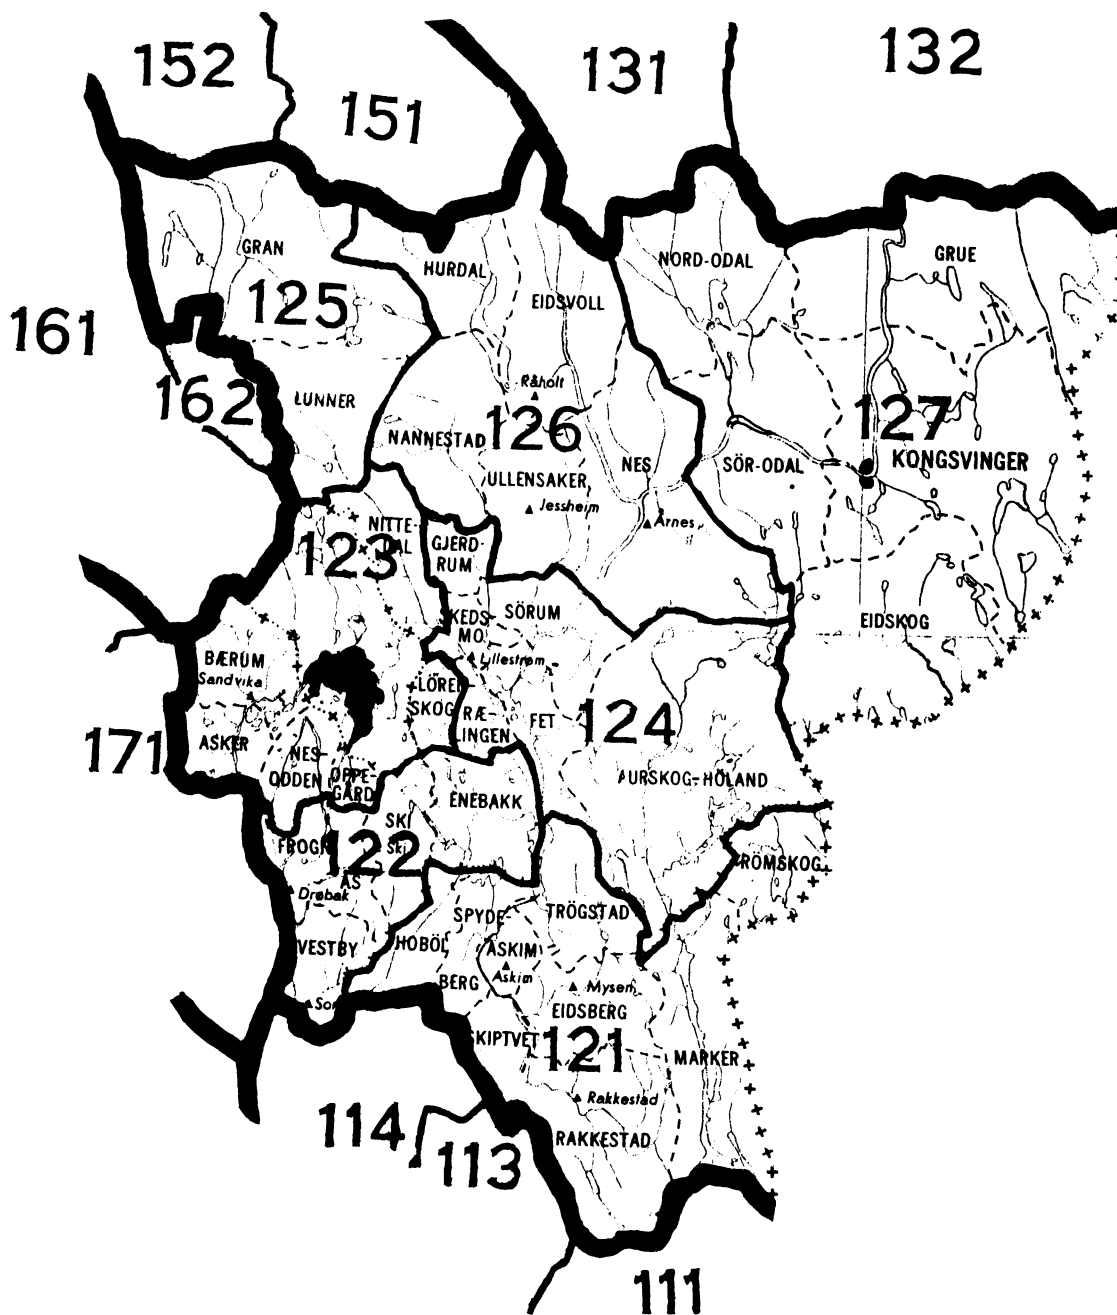 152
151
131
132
GRAN
HURDAL
NORD-ODAL
GRUE
125
EIDSVOLL
161
162
LUNNER
Råholt
126
127
NANNESTAD
ULLENSAKER
NES
SÖR-ODAL
KONGSVINGER
Jessheim
Årnes
NITTE-
DAL
123
GJERD-
RUM
SKEDS
MO
SÖRUM
EIDSKOG
BÆRUM
Sandvika
Lillestrøm
LÖREN-
SKOG
RÆ-
LINGEN
FET
124
171
ASKER
NES-
ODDEN
OPPE-
GÅRD
AURSKOG-HÖLAND
ENEBAKK
SKI
Ski
FROGN
122
RÖMSKOG
ÅS
Drøbak
VESTBY
HOBÖL
SPYDE-
BERG
TRÖGSTAD
ASKIM
Askim
Mysen
EIDSBERG
SKIPTVET
121
MARKER
Rakkestad
RAKKESTAD
114
113
111